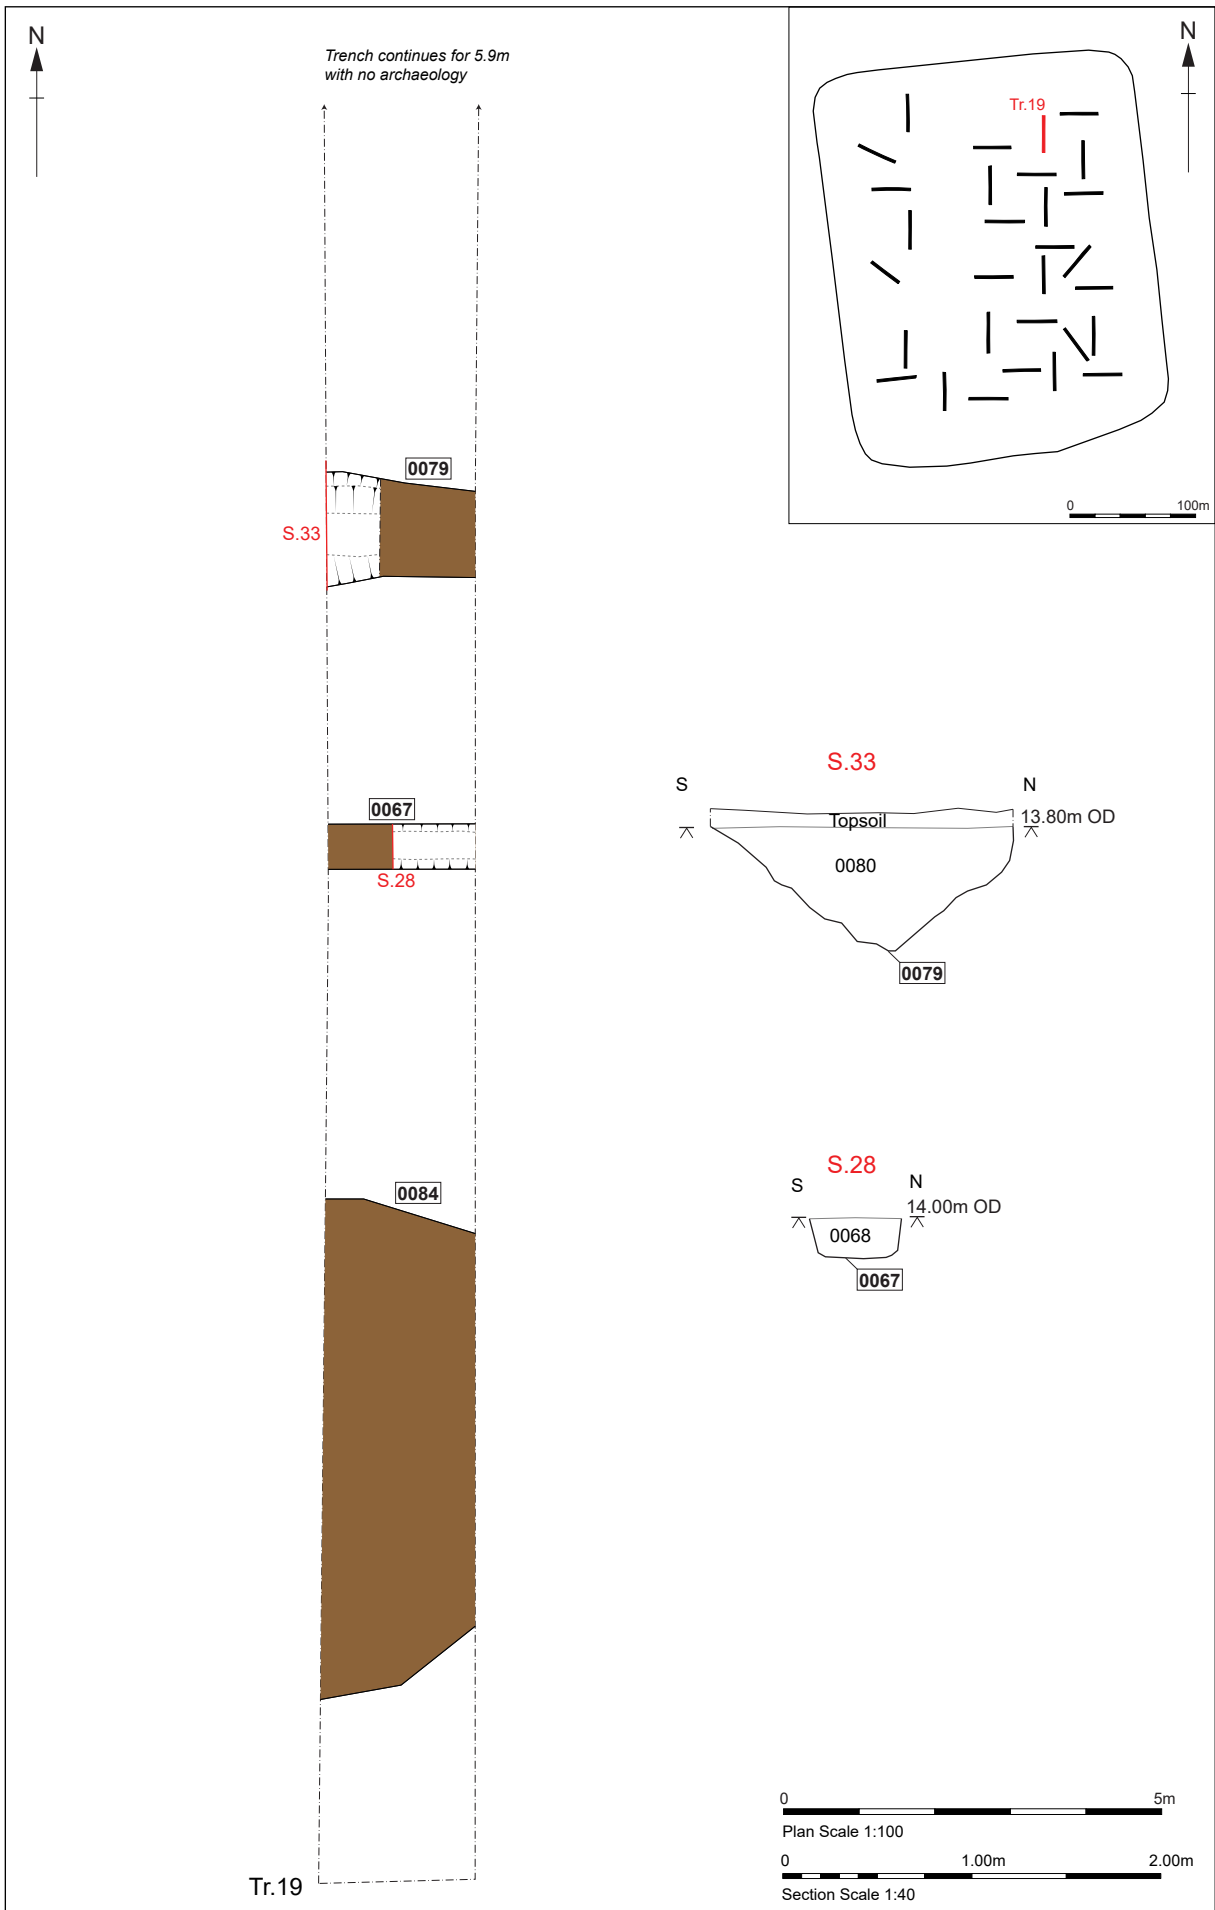 N
Trench continues for 5.9m
with no archaeology
N
Tr.19
0 100m
0079
S.33
0067
S.28
S.33
S N
13.80m OD
Topsoil
0080
0079
S.28
S N
14.00m OD
0068
0067
0084
0 5m
Plan Scale 1:100
0 1.00m 2.00m
Section Scale 1:40
Tr.19